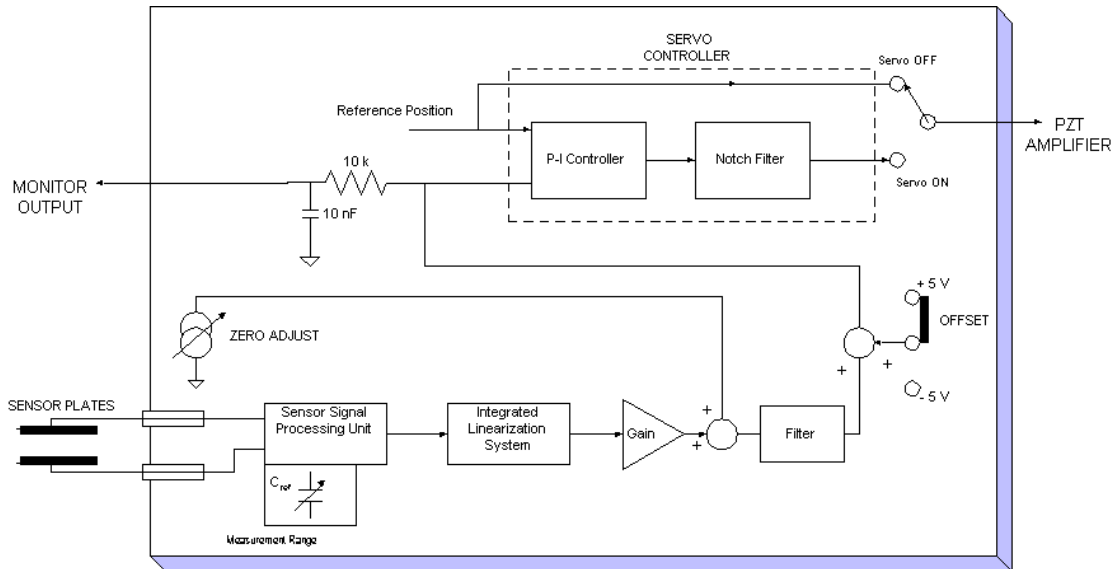 SERVO
CONTROLLER
Servo OFF
Reference Position
PZT
AMPLIFIER
P-I Controller
Notch Filter
10 k
MONITOR
OUTPUT
Servo ON
10 nF
+ 5 V
OFFSET
ZERO ADJUST
+
+
- 5 V
SENSOR PLATES
Sensor Signal
Processing Unit
Integrated
Linearization
System
Gain
+
+
Filter
Cref
Measurement Range